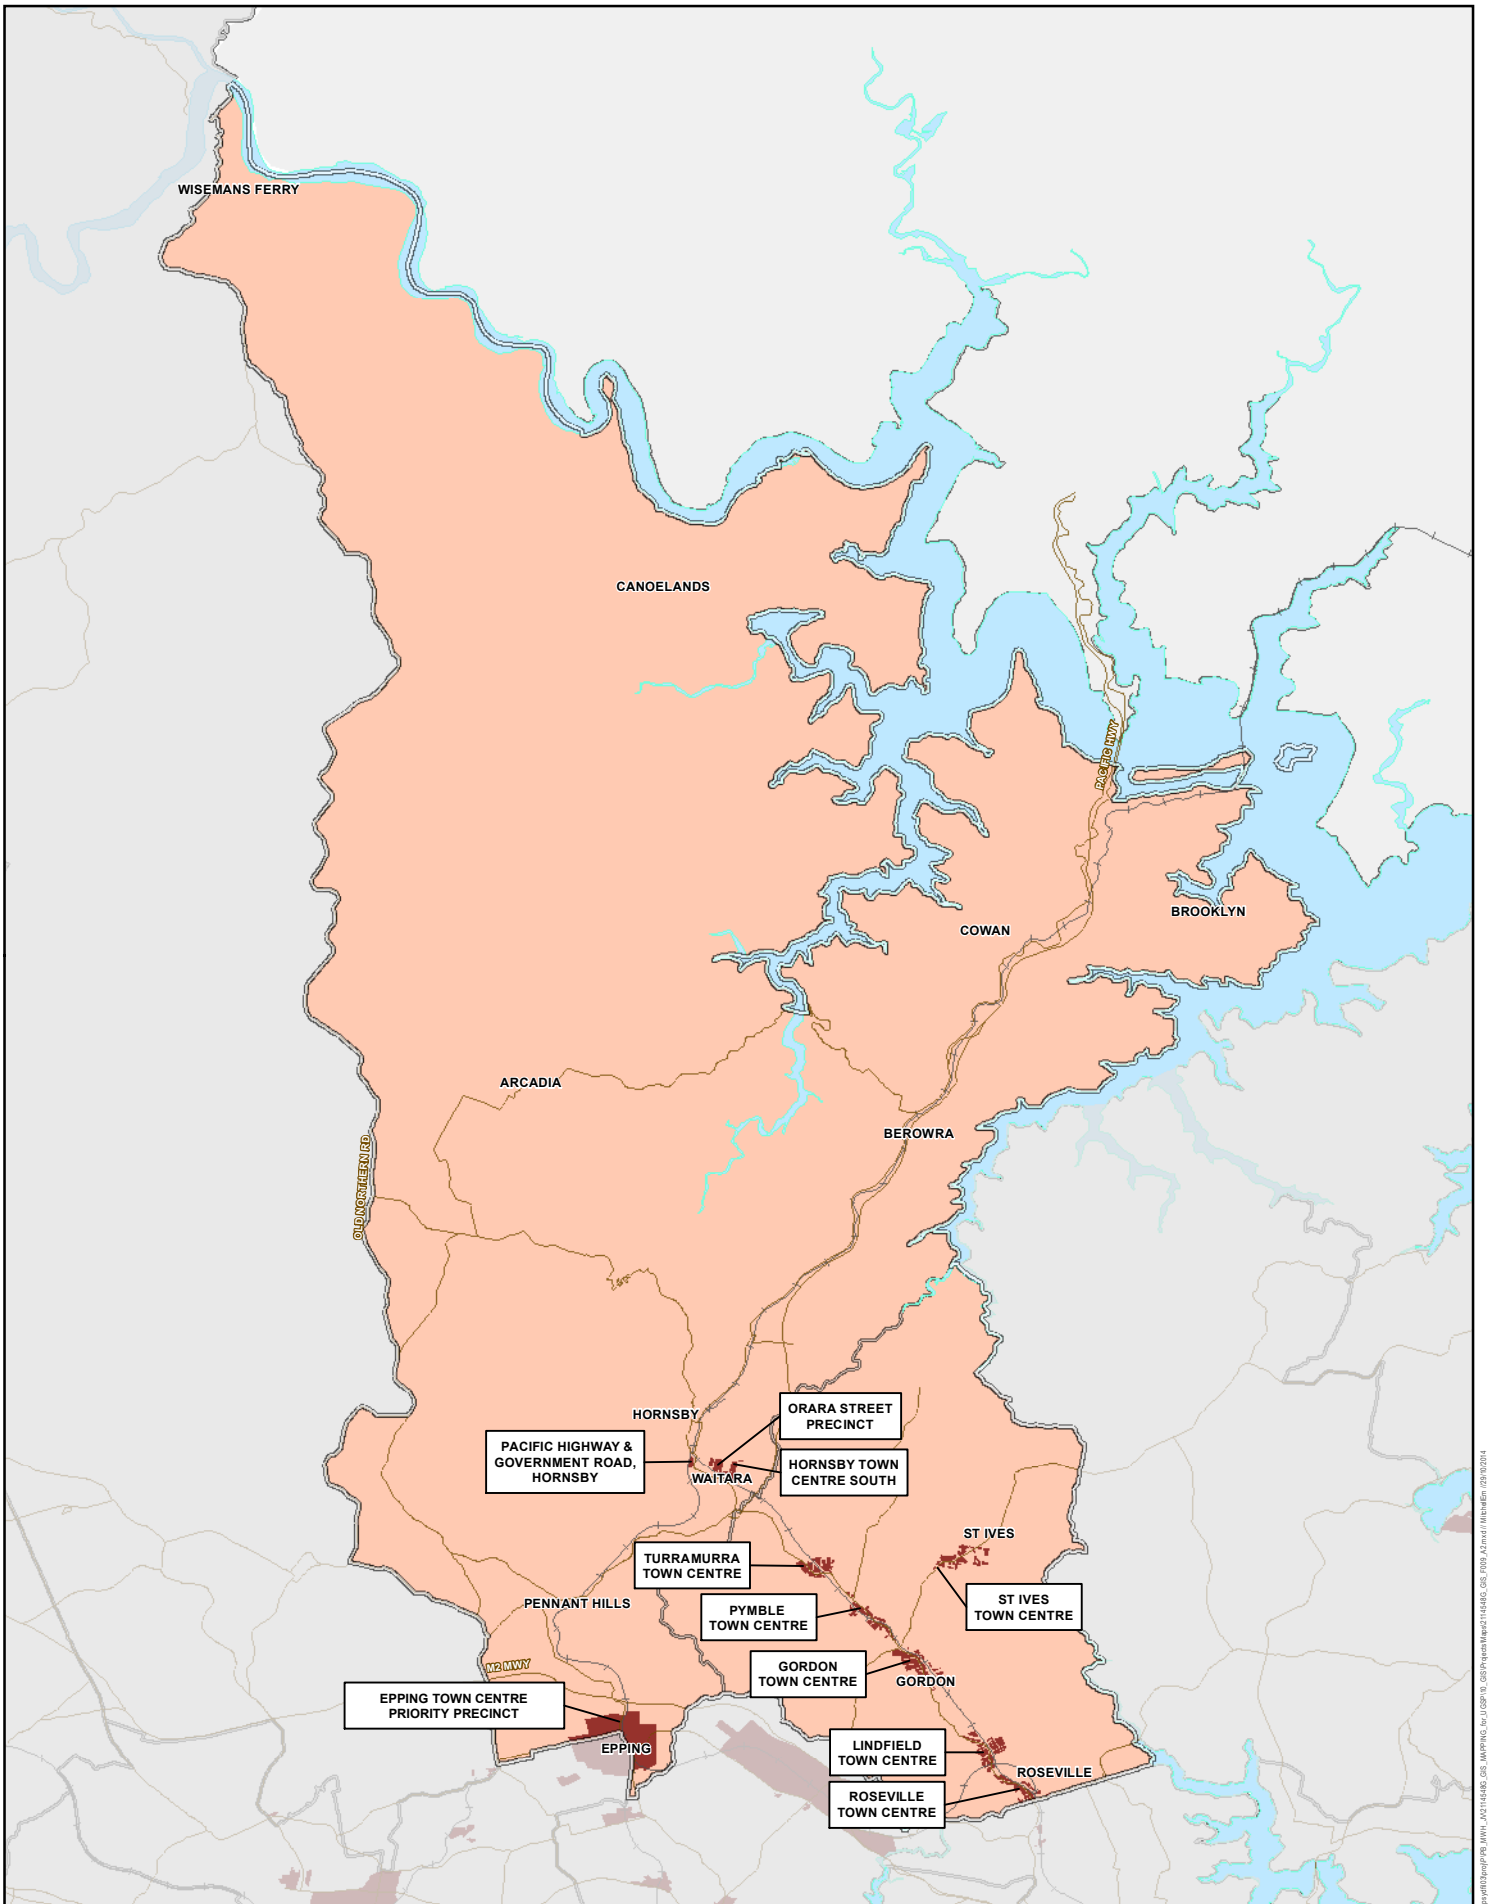 WISEMANS FERRY
CANOELANDS
PACIFIC HWY
BROOKLYN
COWAN
ARCADIA
BEROWRA
OLD NORTHERN RD
HORNSBY
ORARA STREET
PRECINCT
PACIFIC HIGHWAY &
GOVERNMENT ROAD,
HORNSBY
HORNSBY TOWN
CENTRE SOUTH
WAITARA
ST IVES
TURRAMURRA
TOWN CENTRE
ST IVES
TOWN CENTRE
PENNANT HILLS
PYMBLE
TOWN CENTRE
M2 MWY
GORDON
TOWN CENTRE
GORDON
EPPING TOWN CENTRE
PRIORITY PRECINCT
EPPING
LINDFIELD
TOWN CENTRE
ROSEVILLE
ROSEVILLE
TOWN CENTRE